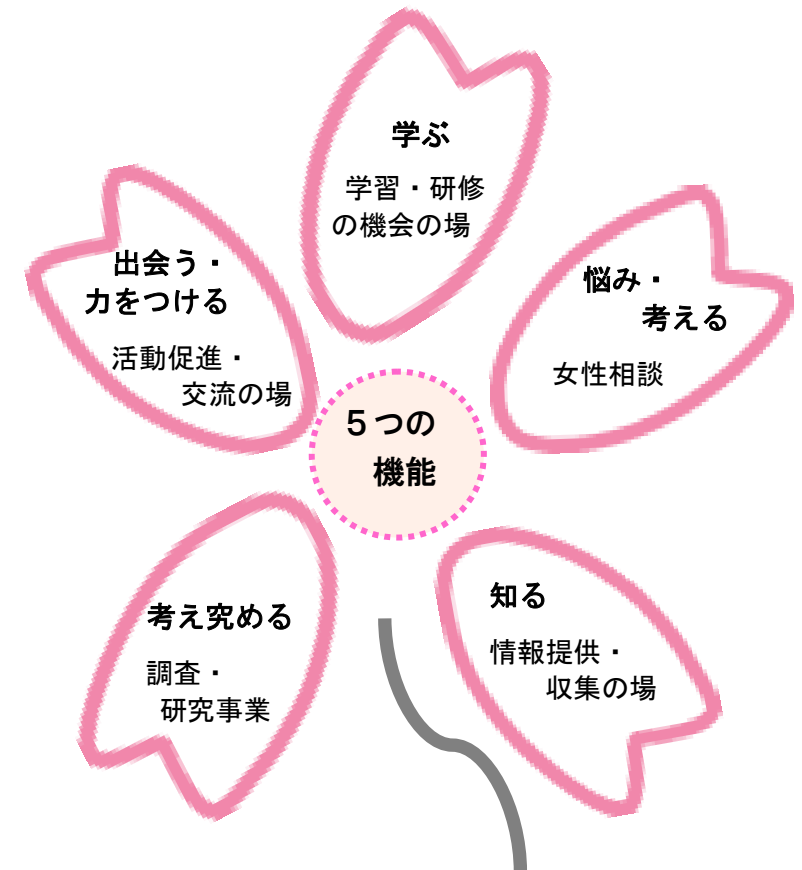 学ぶ
学習・研修
の機会の場
出会う・
力をつける
活動促進・
交流の場
悩み・
考える
女性相談
５つの
機能
考え究める
調査・
研究事業
知る
情報提供・
収集の場